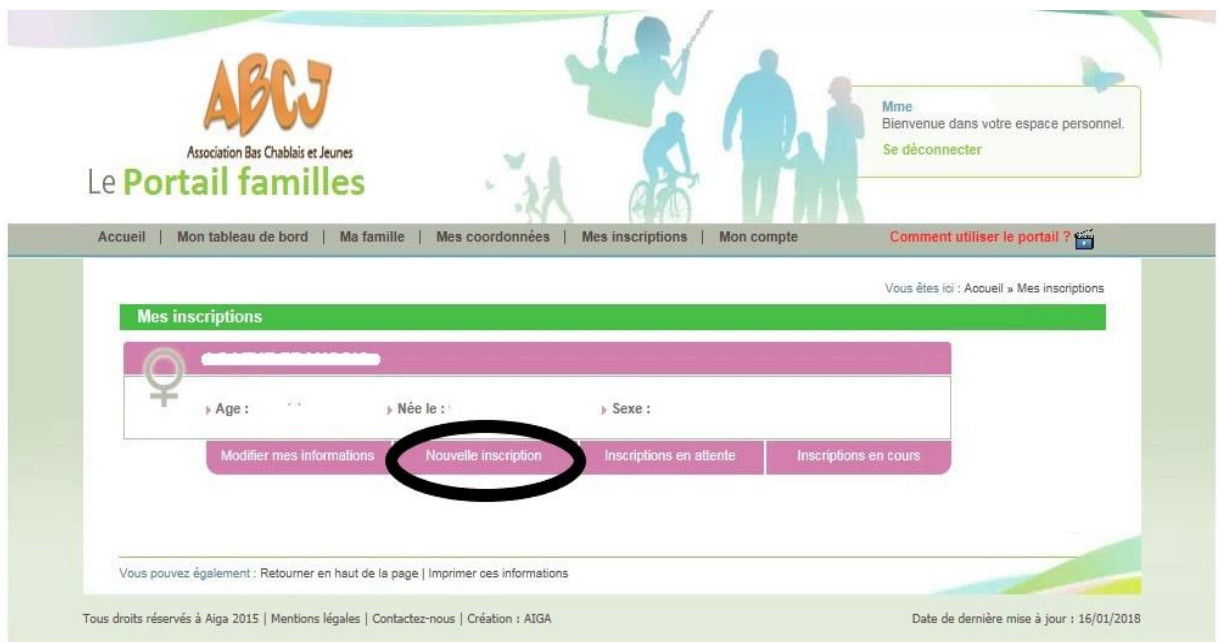 ABCJ
Association Bas Chablais et Jeunes
Le Portail familles
Mme
Bienvenue dans votre espace personnel.
Se déconnecter
Accueil | Mon tableau de bord | Ma famille | Mes coordonnées | Mes inscriptions | Mon compte
Comment utiliser le portail ?
Vous êtes ici : Accueil » Mes inscriptions
Mes inscriptions
Age : Née le : Sexe :
Modifier mes informations Nouvelle inscription Inscriptions en attente Inscriptions en cours
Vous pouvez également : Retourner en haut de la page | Imprimer ces informations
Tous droits réservés à Aiga 2015 | Mentions légales | Contactez-nous | Création : AIGA
Date de dernière mise à jour : 16/01/2018